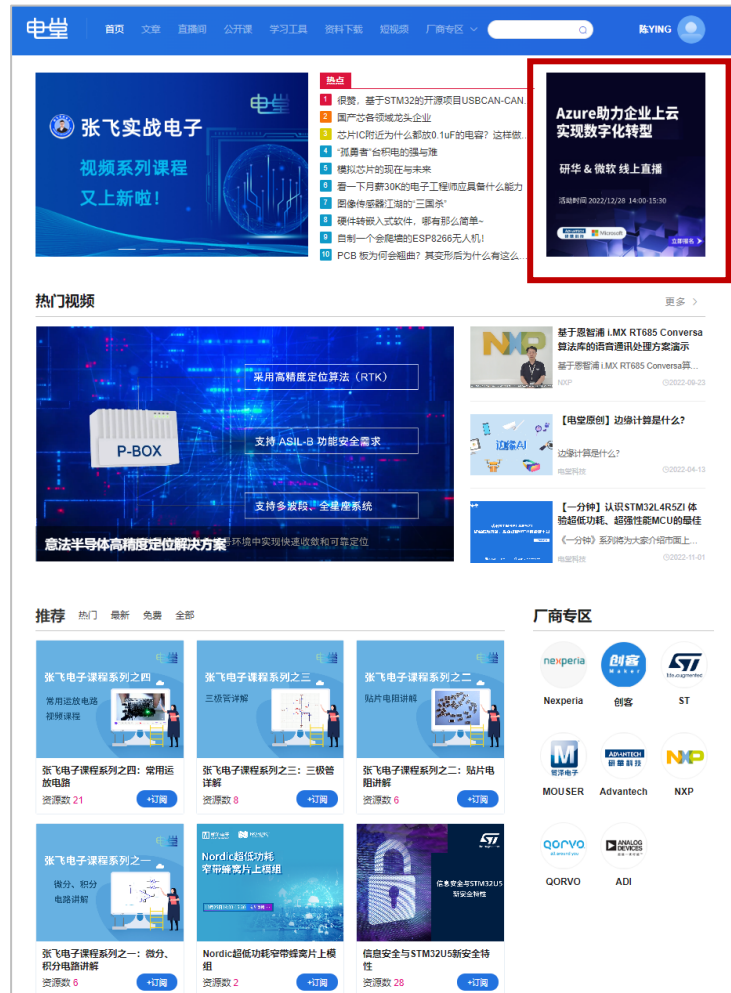 电堂
首页 文章 直播间 公开课 学习工具 资料下载 短视频 厂商专区
陈YING
电堂
张飞实战电子
视频系列课程
又上新啦！
热点
1 很赞，基于STM32的开源项目USBCAN-CAN...
2 国产芯各领域龙头企业
3 芯片IC附近为什么都放0.1uF的电容？这样做...
4 “孤勇者”台积电的强与难
5 模拟芯片的现在与未来
6 看一下月薪30K的电子工程师应具备什么能力
7 图像传感器江湖的“三国杀”
8 硬件转嵌入式软件，哪有那么简单~
9 自制一个会爬墙的ESP8266无人机！
10 PCB 板为何会翘曲？其变形后为什么有这么...
Azure助力企业上云
实现数字化转型
研华 & 微软 线上直播
活动时间 2022/12/28 14:00-15:30
ADVANTECH
研华科技
Microsoft
立即报名
热门视频
更多
采用高精度定位算法（RTK）
支持 ASIL-B 功能安全需求
支持多波段、全星座系统
P-BOX
意法半导体高精度定位解决方案
号环境中实现快速收敛和可靠定位
NXP
基于恩智浦 i.MX RT685 Conversa
算法库的语音通讯处理方案演示
基于恩智浦 i.MX RT685 Conversa算...
NXP 2022-09-23
边缘AI
【电堂原创】边缘计算是什么？
边缘计算是什么？
电堂科技 2022-04-13
【一分钟】认识STM32L4R5ZI 体
验超低功耗、超强性能MCU的最佳
《一分钟》系列将为大家介绍市面上...
电堂科技 2022-11-01
推荐 热门 最新 免费 全部
电堂
张飞电子课程系列之四
常用运放电路
视频课程
张飞电子课程系列之四：常用运
放电路
资源数 21 +订阅
电堂
张飞电子课程系列之三
三极管详解
张飞电子课程系列之三：三极管
详解
资源数 8 +订阅
电堂
张飞电子课程系列之二
贴片电阻讲解
张飞电子课程系列之二：贴片电
阻讲解
资源数 6 +订阅
电堂
张飞电子课程系列之一
微分、积分
电路讲解
张飞电子课程系列之一：微分、
积分电路讲解
资源数 6 +订阅
Nordic超低功耗
窄带蜂窝片上模组
Nordic超低功耗窄带蜂窝片上模
组
资源数 2 +订阅
ST
信息安全与STM32U5
新安全特性
信息安全与STM32U5新安全特
性
资源数 28 +订阅
厂商专区
nexperia
Nexperia
创客
Maker
创客
ST
life.augmented
ST
M
贸泽电子
MOUSER
ADVANTECH
研華科技
Advantech
NXP
NXP
QORVO
all around you
QORVO
ANALOG
DEVICES
ADI